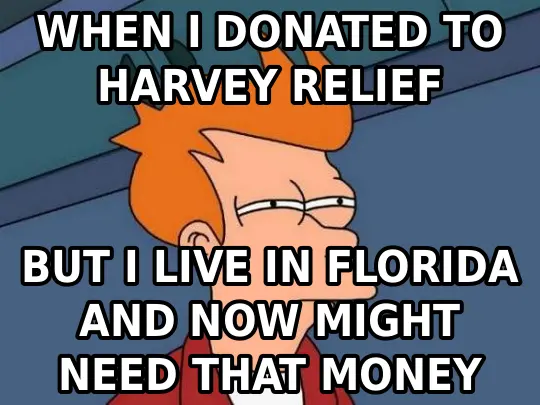 WHEN I DONATED TO
HARVEY RELIEF
BUT I LIVE IN FLORIDA
AND NOW MIGHT
NEED THAT MONEY